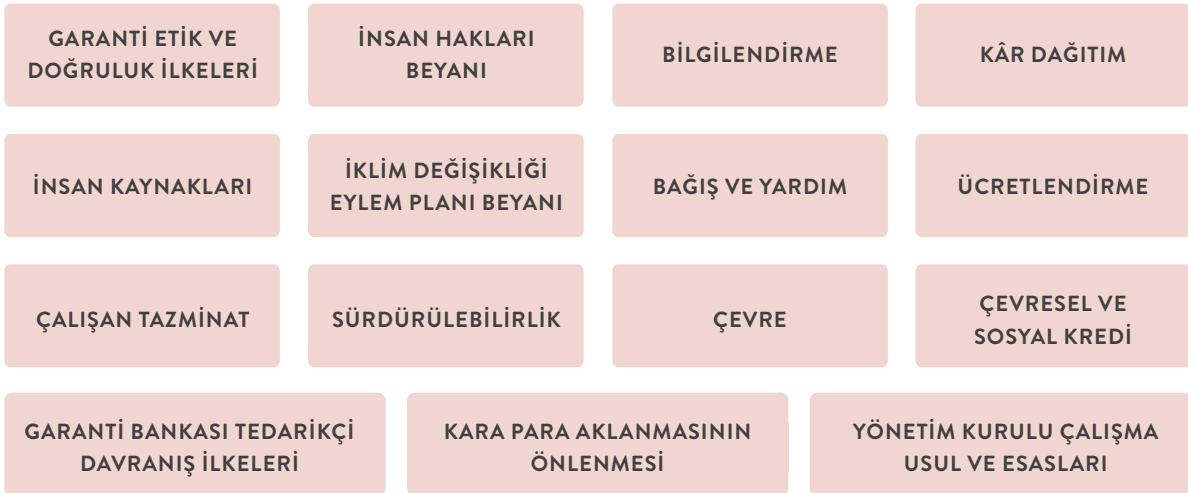 GARANTİ ETİK VE
DOĞRULUK İLKELERİ
İNSAN HAKLARI
BEYANI
BİLGİLENDİRME
KÂR DAĞITIM
İNSAN KAYNAKLARI
İKLİM DEĞİŞİKLİĞİ
EYLEM PLANI BEYANI
BAĞIŞ VE YARDIM
ÜCRETLENDİRME
ÇALIŞAN TAZMİNAT
SÜRDÜRÜLEBİLİRLİK
ÇEVRE
ÇEVRESEL VE
SOSYAL KREDİ
GARANTİ BANKASI TEDARİKÇİ
DAVRANIŞ İLKELERİ
KARA PARA AKLANMASININ
ÖNLENMESİ
YÖNETİM KURULU ÇALIŞMA
USUL VE ESASLARI